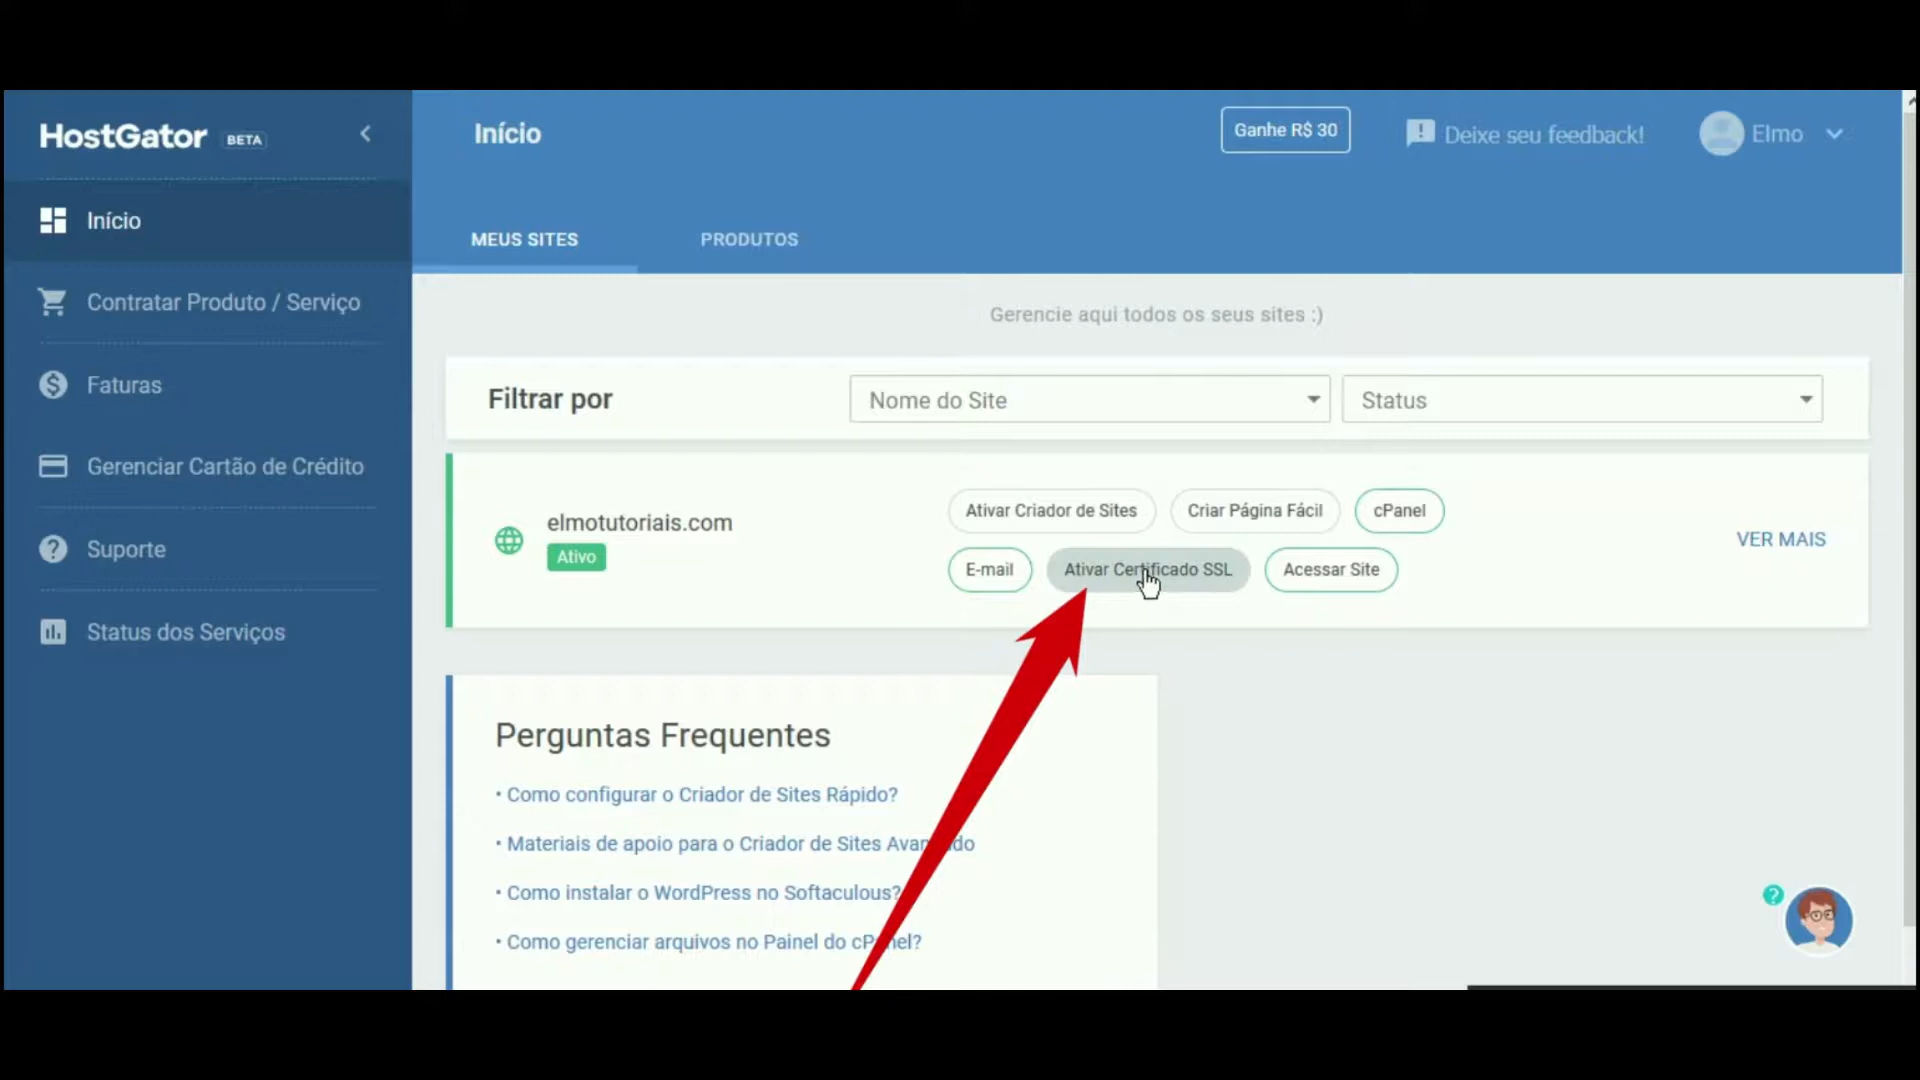 HostGator BETA
Início
Contratar Produto / Serviço
Faturas
Gerenciar Cartão de Crédito
Suporte
Status dos Serviços
Início
Ganhe R$ 30
Deixe seu feedback!
Elmo
MEUS SITES
PRODUTOS
Gerencie aqui todos os seus sites :)
Filtrar por
Nome do Site
Status
elmotutoriais.com
Ativo
Ativar Criador de Sites
Criar Página Fácil
cPanel
E-mail
Ativar Certificado SSL
Acessar Site
VER MAIS
Perguntas Frequentes
• Como configurar o Criador de Sites Rápido?
• Materiais de apoio para o Criador de Sites Avançado
• Como instalar o WordPress no Softaculous?
• Como gerenciar arquivos no Painel do cPanel?
?